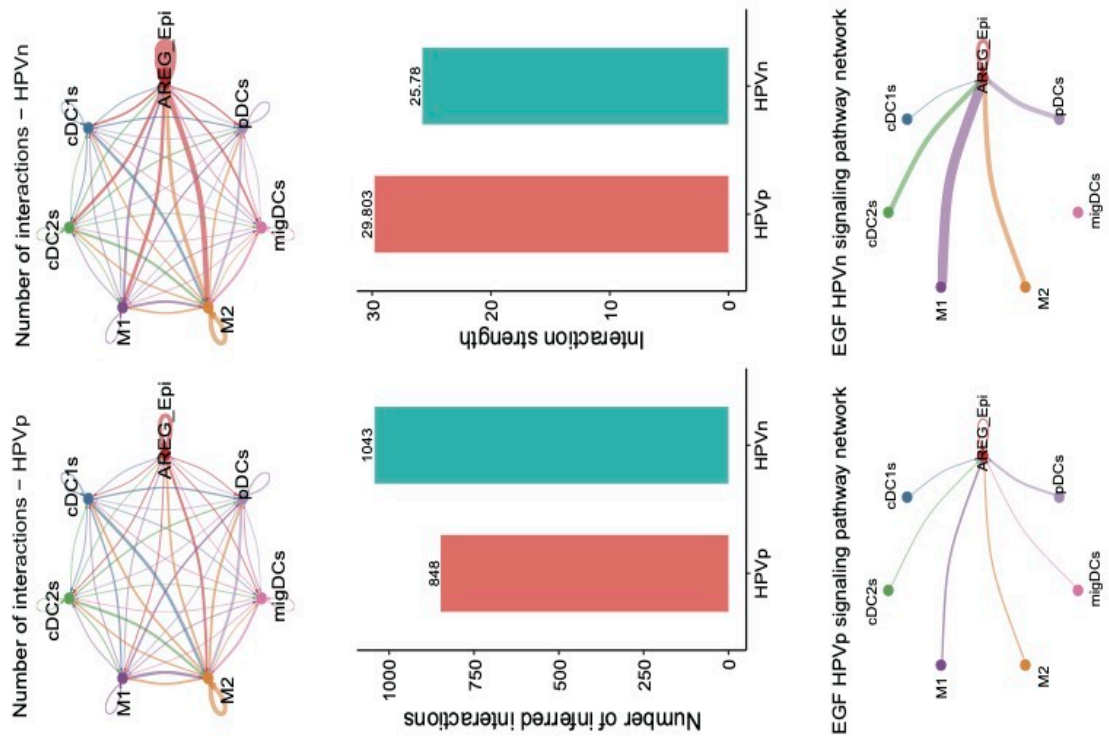 Number of interactions − HPVp
cDC1s
cDC2s
AREG_Epi
M1
pDCs
M2
migDCs
Number of interactions − HPVn
cDC1s
cDC2s
AREG_Epi
M1
pDCs
M2
migDCs
Number of inferred interactions
1000
750
500
250
0
848
1043
HPVp
HPVn
Interaction strength
30
20
10
0
29.803
25.78
HPVp
HPVn
EGF HPVp signaling pathway network
cDC1s
cDC2s
AREG_Epi
M1
pDCs
M2
migDCs
EGF HPVn signaling pathway network
cDC1s
cDC2s
AREG_Epi
M1
pDCs
M2
migDCs